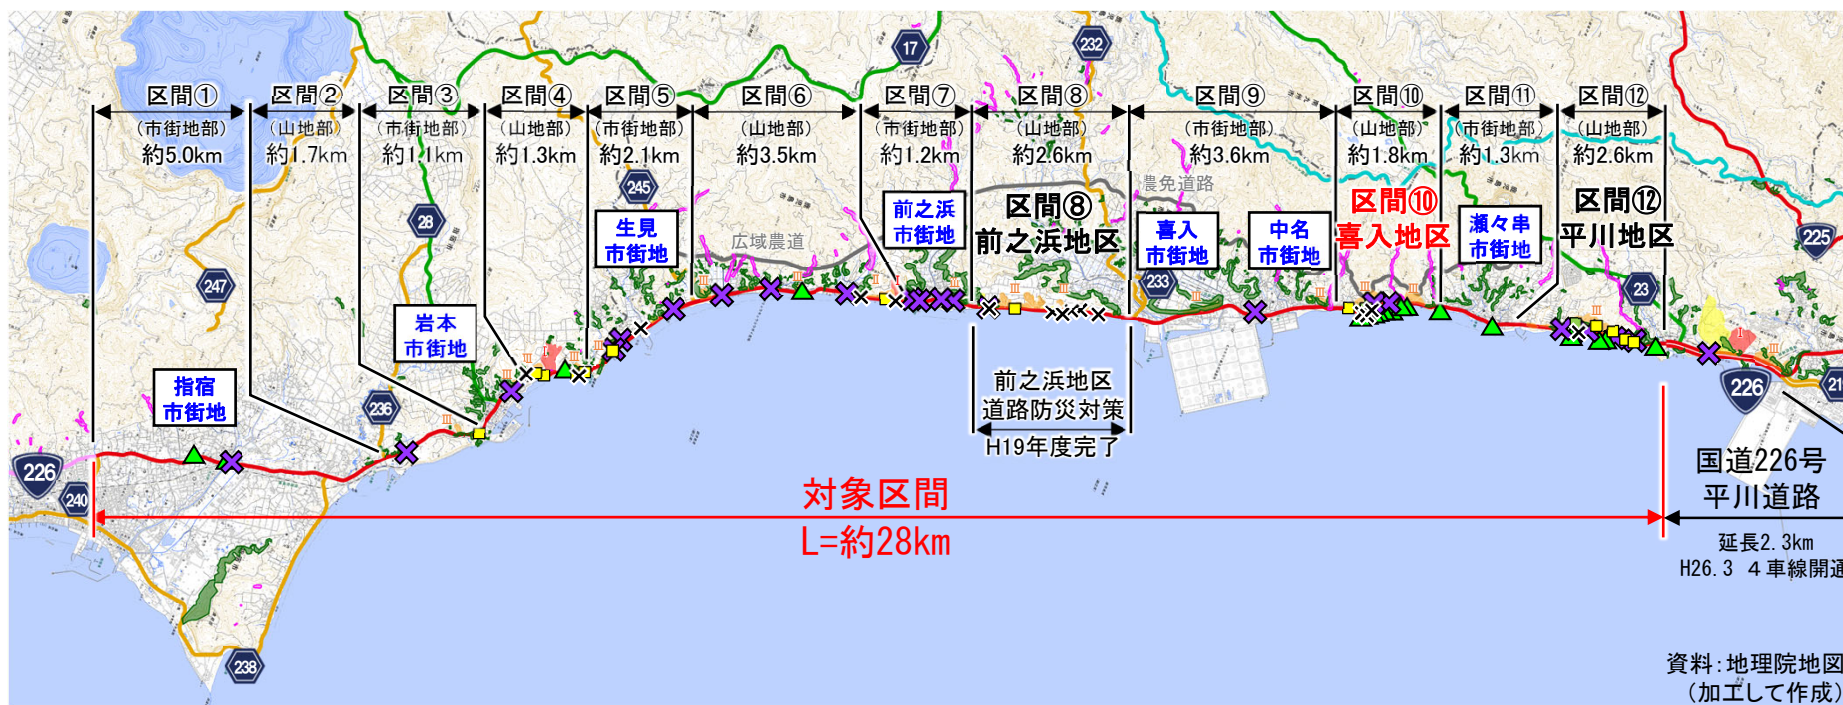 区間①
（市街地部）
約5.0km
区間②
（山地部）
約1.7km
区間③
（市街地部）
約1.1km
区間④
（山地部）
約1.3km
区間⑤
（市街地部）
約2.1km
区間⑥
（山地部）
約3.5km
区間⑦
（市街地部）
約1.2km
区間⑧
（山地部）
約2.6km
区間⑨
（市街地部）
約3.6km
区間⑩
（山地部）
約1.8km
区間⑪
（市街地部）
約1.3km
区間⑫
（山地部）
約2.6km
17
232
245
28
247
236
240
238
233
23
225
226
226
指宿
市街地
岩本
市街地
生見
市街地
前之浜
市街地
区間⑧
前之浜地区
喜入
市街地
中名
市街地
区間⑩
喜入地区
瀬々串
市街地
区間⑫
平川地区
広域農道
農免道路
前之浜地区
道路防災対策
H19年度完了
対象区間
L=約28km
国道226号
平川道路
延長2.3km
H26.3 4車線開通
資料：地理院地図
（加工して作成）